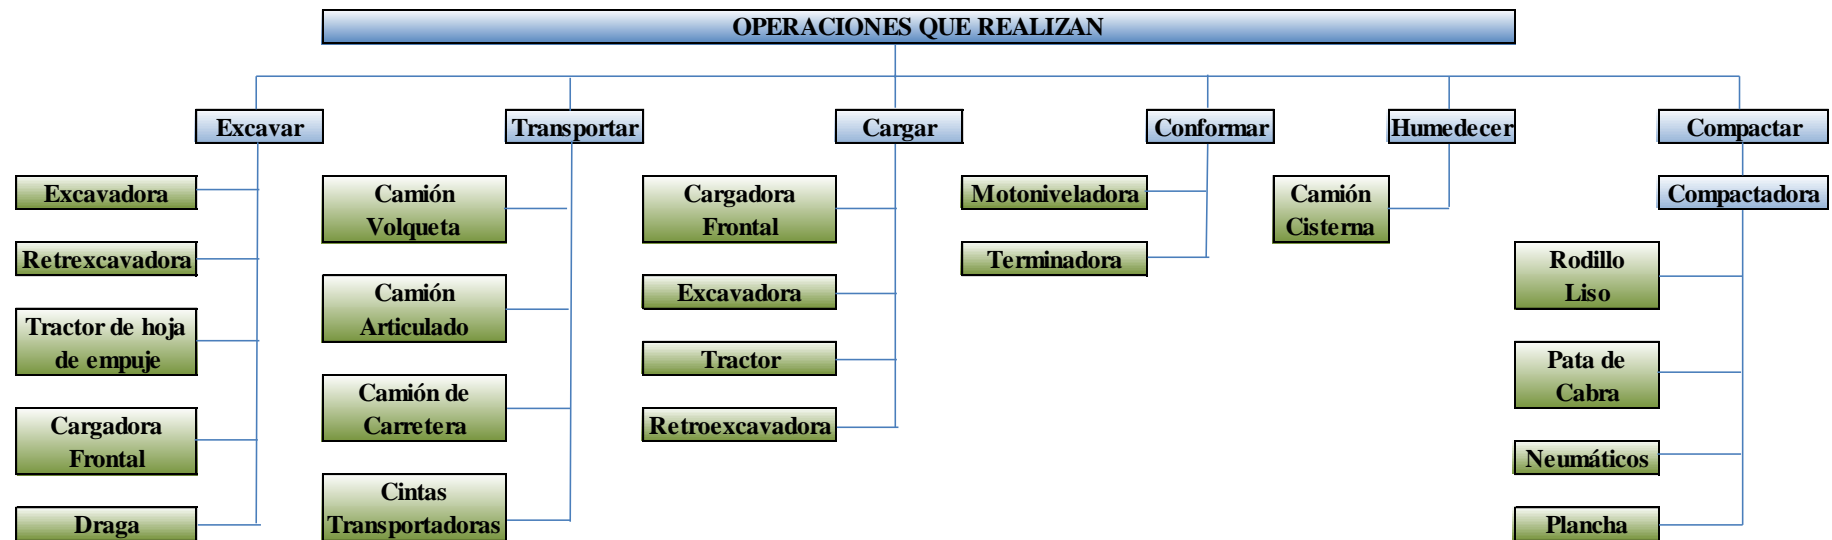 OPERACIONES QUE REALIZAN
Excavar
Transportar
Cargar
Conformar
Humedecer
Compactar
Excavadora
Retrexcavadora
Tractor de hoja
de empuje
Cargadora
Frontal
Draga
Camión
Volqueta
Camión
Articulado
Camión de
Carretera
Cintas
Transportadoras
Cargadora
Frontal
Excavadora
Tractor
Retroexcavadora
Motoniveladora
Terminadora
Camión
Cisterna
Compactadora
Rodillo
Liso
Pata de
Cabra
Neumáticos
Plancha